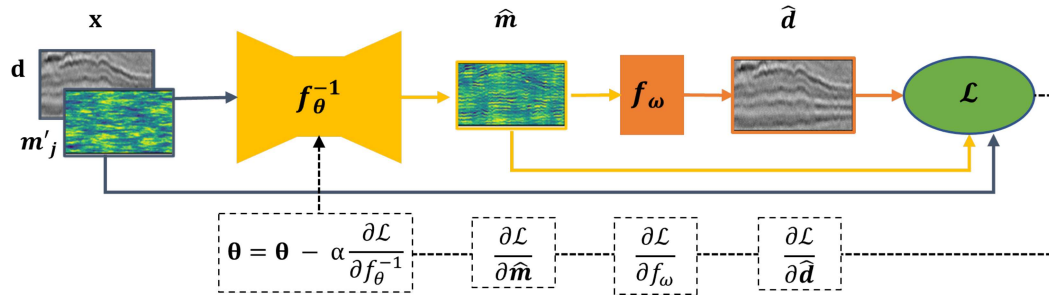 x
m̂
d̂
d
m'_j
f_θ^{-1}
f_ω
ℒ
θ = θ − α ∂ℒ/∂f_θ^{-1}
∂ℒ/∂m̂
∂ℒ/∂f_ω
∂ℒ/∂d̂